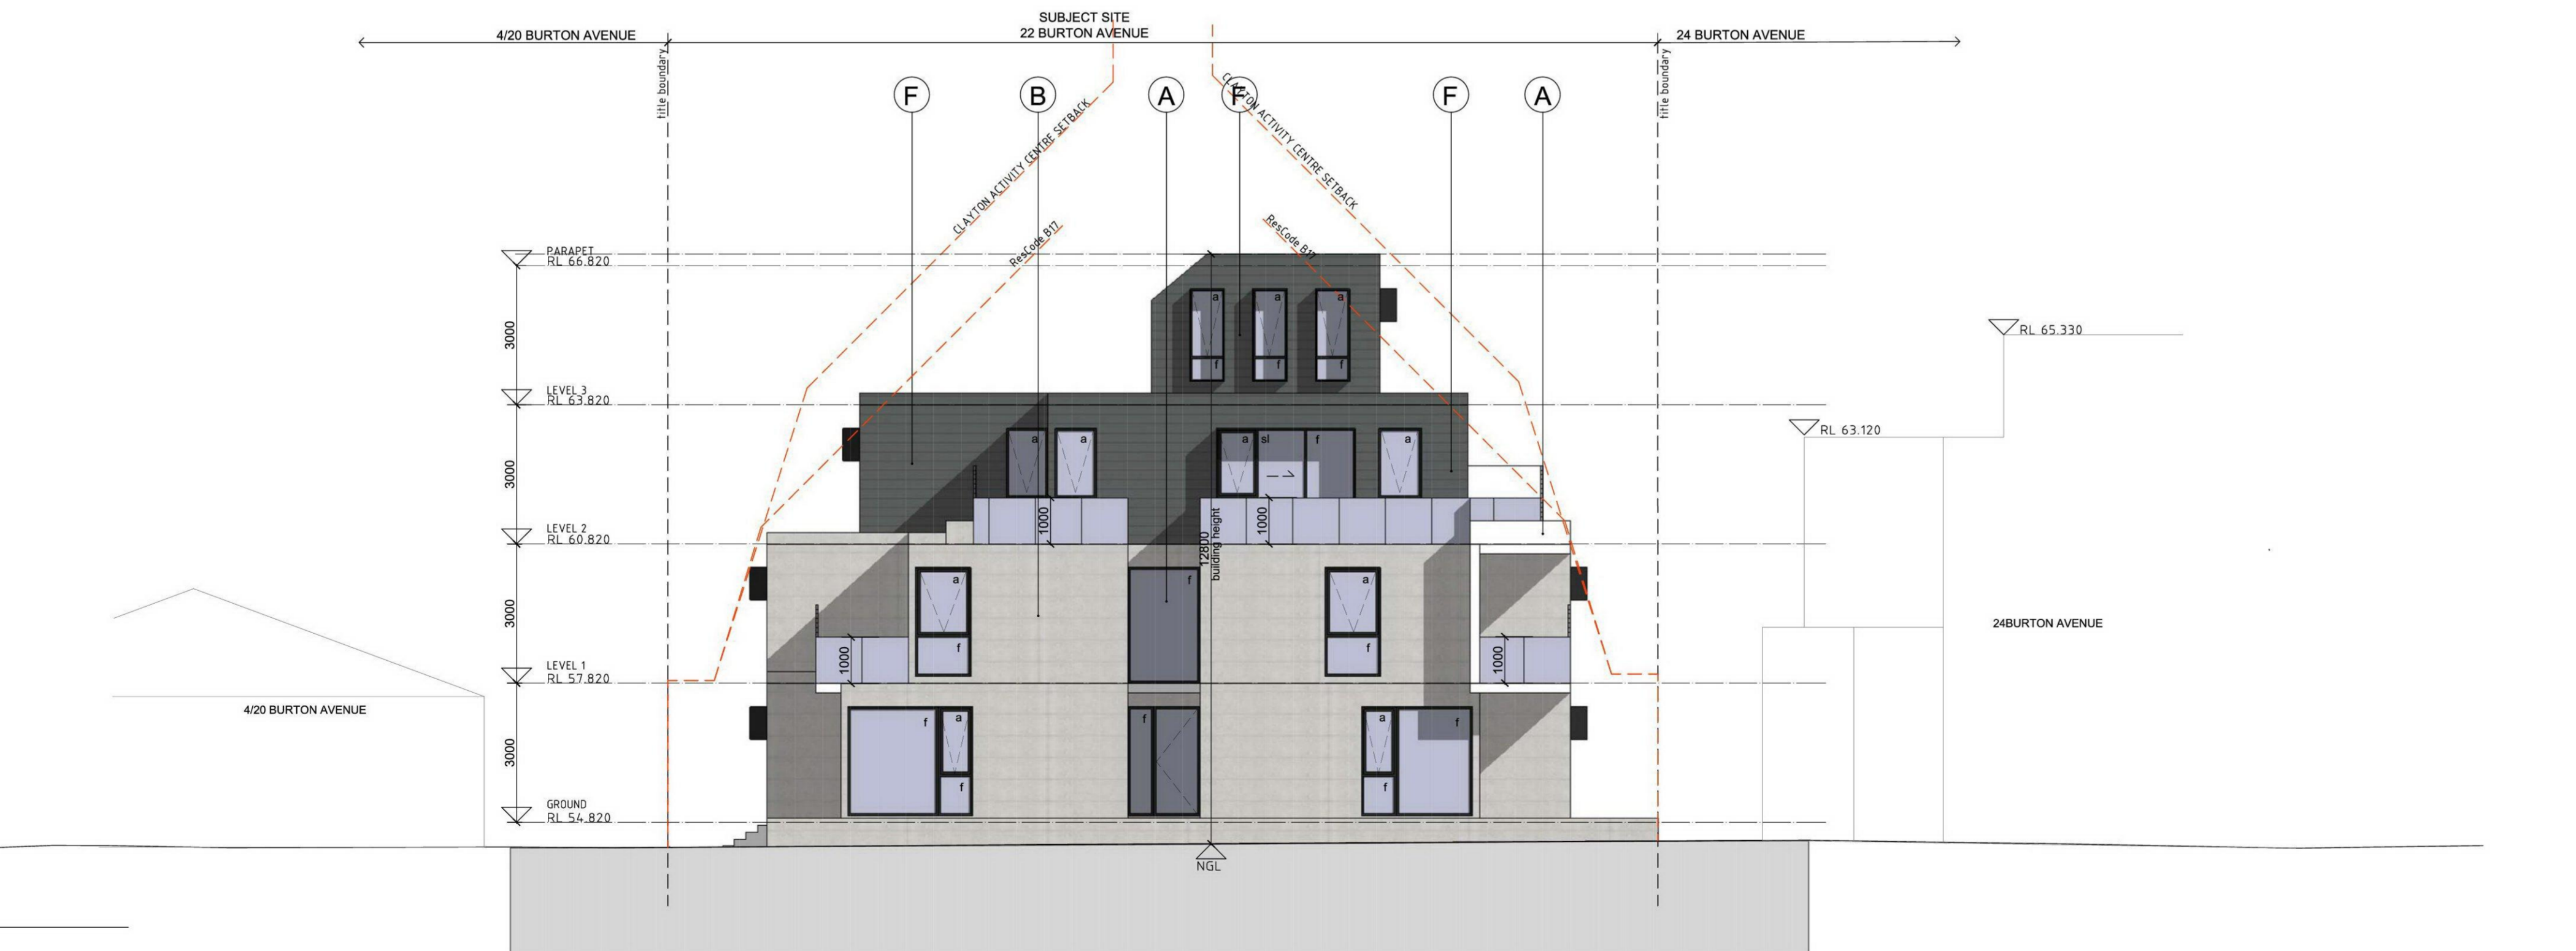 SUBJECT SITE
4/20 BURTON AVENUE
22 BURTON AVENUE
24 BURTON AVENUE
title boundary
title boundary
F
B
A
F
F
A
CLAYTON ACTIVITY CENTRE SETBACK
CLAYTON ACTIVITY CENTRE SETBACK
ResCode B17
ResCode B17
PARAPET
RL 66.820
a
a
a
3000
f
f
f
RL 65.330
LEVEL 3
RL 63.820
RL 63.120
a
a
a
sl
f
a
3000
1000
1000
12800
building height
LEVEL 2
RL 60.820
a
f
a
3000
24BURTON AVENUE
f
f
1000
1000
LEVEL 1
RL 57.820
4/20 BURTON AVENUE
f
a
f
a
f
3000
f
f
GROUND
RL 54.820
NGL